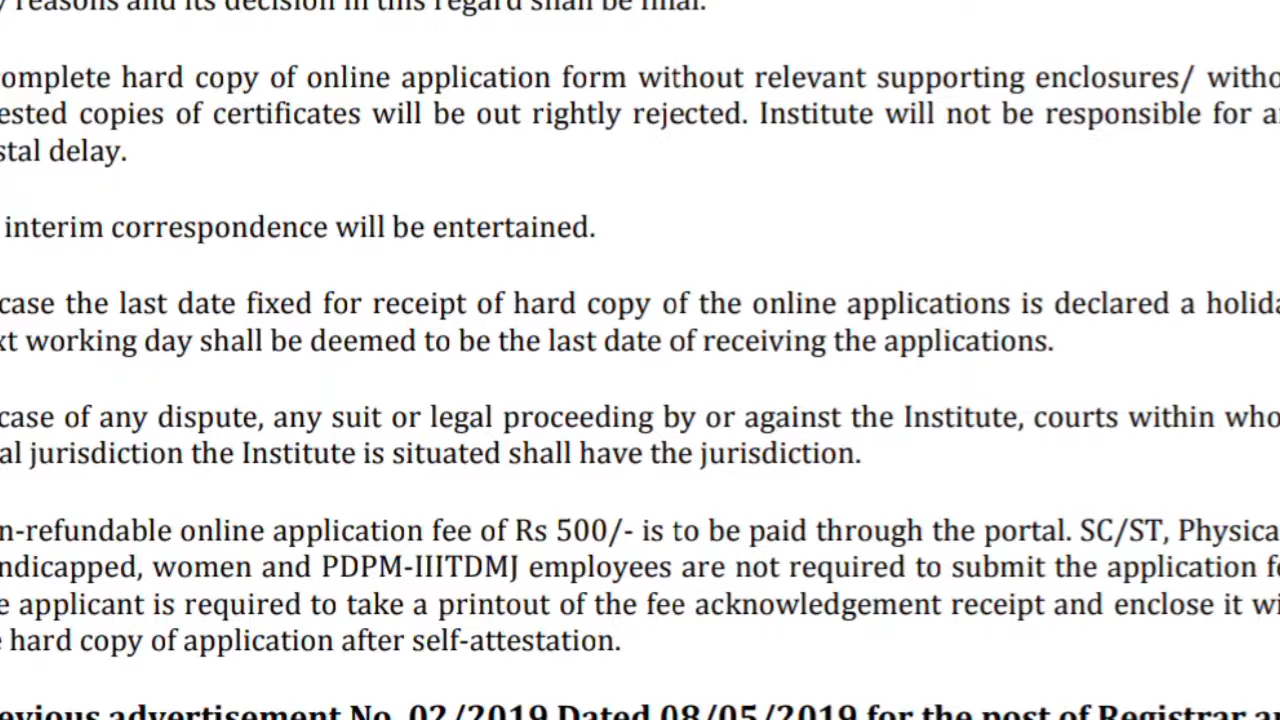 reasons and its decision in this regard shall be final.
omplete hard copy of online application form without relevant supporting enclosures/ witho
ested copies of certificates will be out rightly rejected. Institute will not be responsible for a
stal delay.
interim correspondence will be entertained.
case the last date fixed for receipt of hard copy of the online applications is declared a holida
xt working day shall be deemed to be the last date of receiving the applications.
case of any dispute, any suit or legal proceeding by or against the Institute, courts within who
al jurisdiction the Institute is situated shall have the jurisdiction.
n-refundable online application fee of Rs 500/- is to be paid through the portal. SC/ST, Physica
ndicapped, women and PDPM-IIITDMJ employees are not required to submit the application fe
e applicant is required to take a printout of the fee acknowledgement receipt and enclose it wi
e hard copy of application after self-attestation.
evious advertisement No. 02/2019 Dated 08/05/2019 for the post of Registrar an